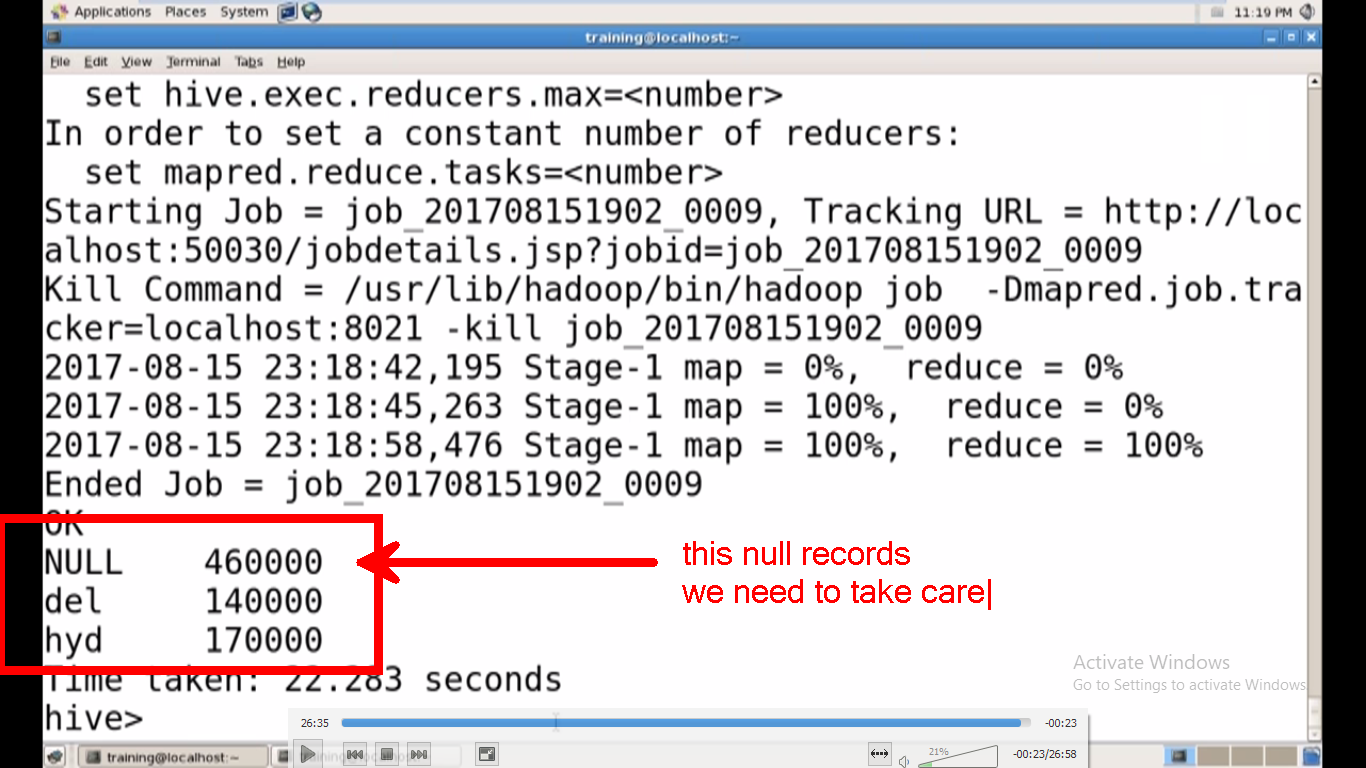 Applications Places System 11:19 PM
training@localhost:~
File Edit View Terminal Tabs Help
set hive.exec.reducers.max=<number>
In order to set a constant number of reducers:
set mapred.reduce.tasks=<number>
Starting Job = job_201708151902_0009, Tracking URL = http://loc
alhost:50030/jobdetails.jsp?jobid=job_201708151902_0009
Kill Command = /usr/lib/hadoop/bin/hadoop job  -Dmapred.job.tra
cker=localhost:8021 -kill job_201708151902_0009
2017-08-15 23:18:42,195 Stage-1 map = 0%,  reduce = 0%
2017-08-15 23:18:45,263 Stage-1 map = 100%,  reduce = 0%
2017-08-15 23:18:58,476 Stage-1 map = 100%,  reduce = 100%
Ended Job = job_201708151902_0009
OK
NULL 460000
this null records
we need to take care
del 140000
hyd 170000
Time taken: 22.283 seconds
hive>
Activate Windows
Go to Settings to activate Windows
26:35 -00:23
training@localhost:~
21%
-00:23/26:58